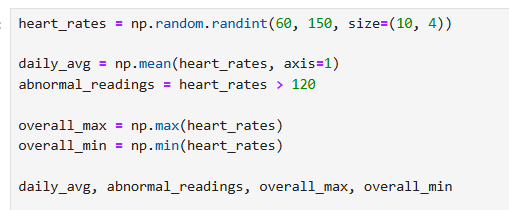 heart_rates = np.random.randint(60, 150, size=(10, 4))
daily_avg = np.mean(heart_rates, axis=1)
abnormal_readings = heart_rates > 120
overall_max = np.max(heart_rates)
overall_min = np.min(heart_rates)
daily_avg, abnormal_readings, overall_max, overall_min